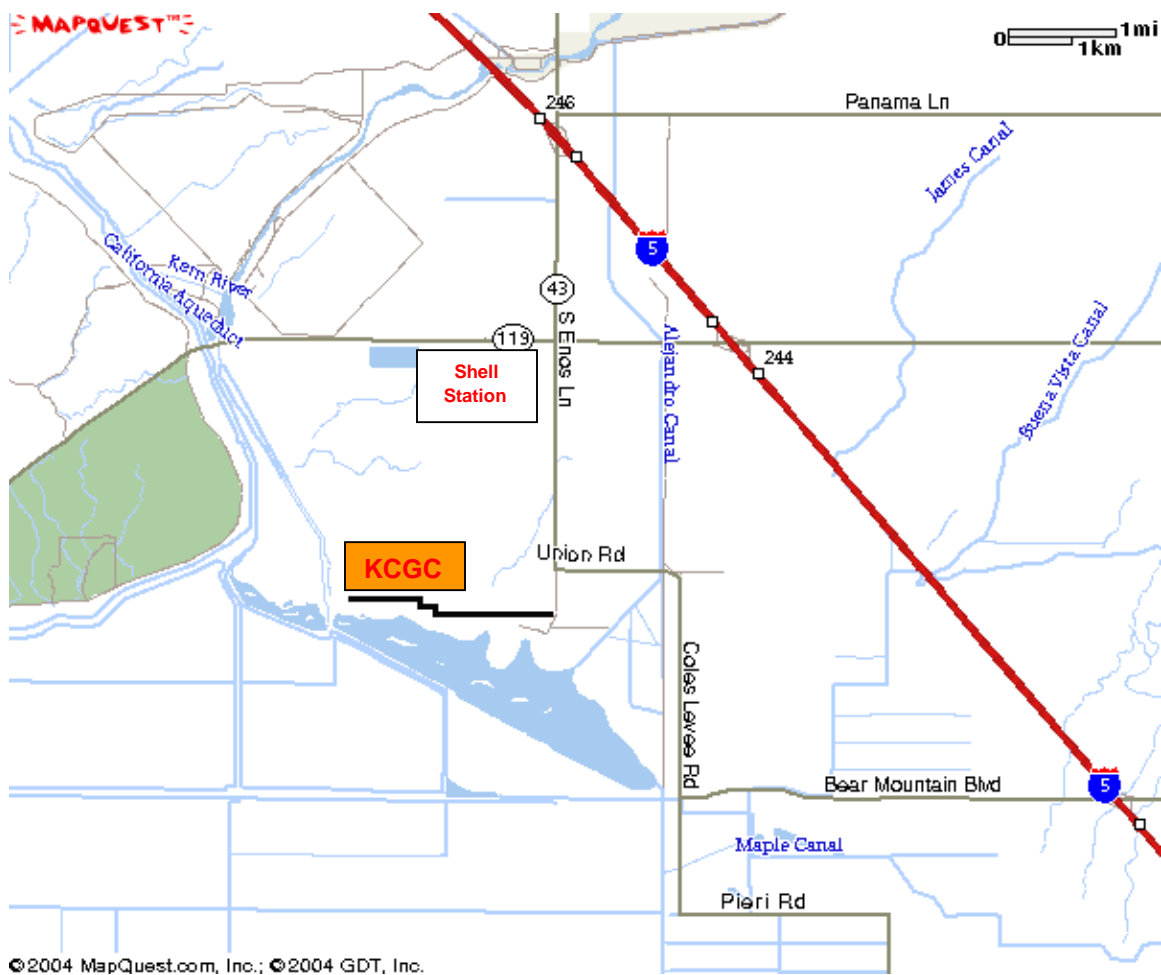 MAPQUEST™
0 1mi
1km
246
Panama Ln
James Canal
5
Kern River
California Aqueduct
43
S Enos Ln
119
Alejandro Canal
244
Buena Vista Canal
Shell
Station
Union Rd
KCGC
Coles Levee Rd
5
Bear Mountain Blvd
Maple Canal
Pieri Rd
©2004 MapQuest.com, Inc.; ©2004 GDT, Inc.